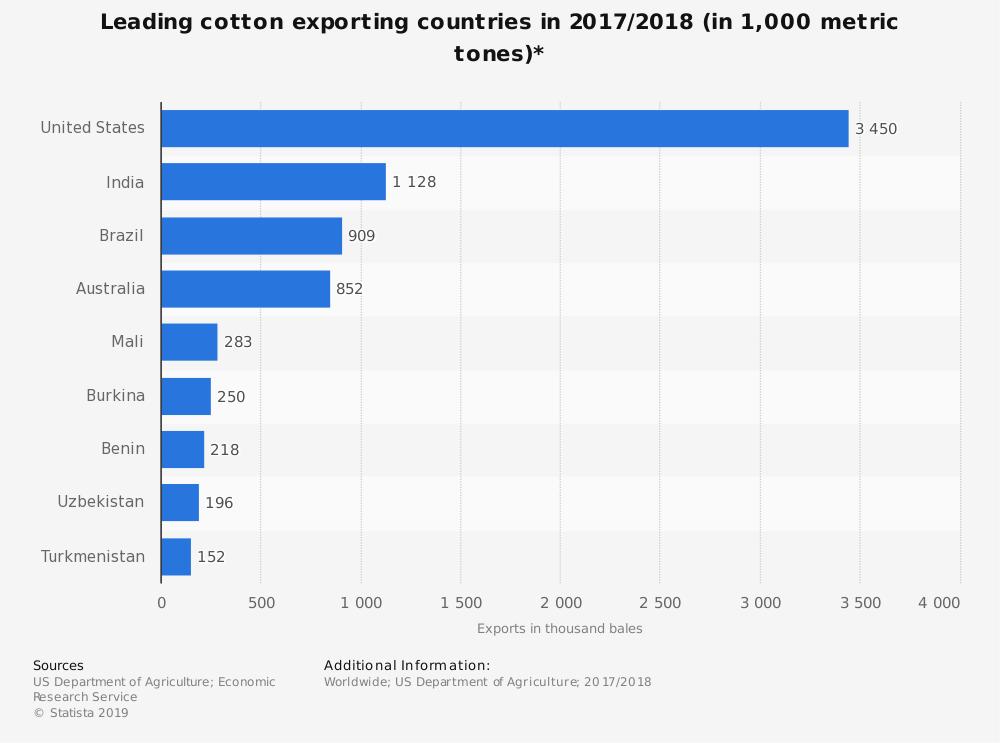 Leading cotton exporting countries in 2017/2018 (in 1,000 metric
tones)*
United States 3 450
India 1 128
Brazil 909
Australia 852
Mali 283
Burkina 250
Benin 218
Uzbekistan 196
Turkmenistan 152
0 500 1 000 1 500 2 000 2 500 3 000 3 500 4 000
Exports in thousand bales
Sources
US Department of Agriculture; Economic
Research Service
© Statista 2019
Additional Information:
Worldwide; US Department of Agriculture; 2017/2018